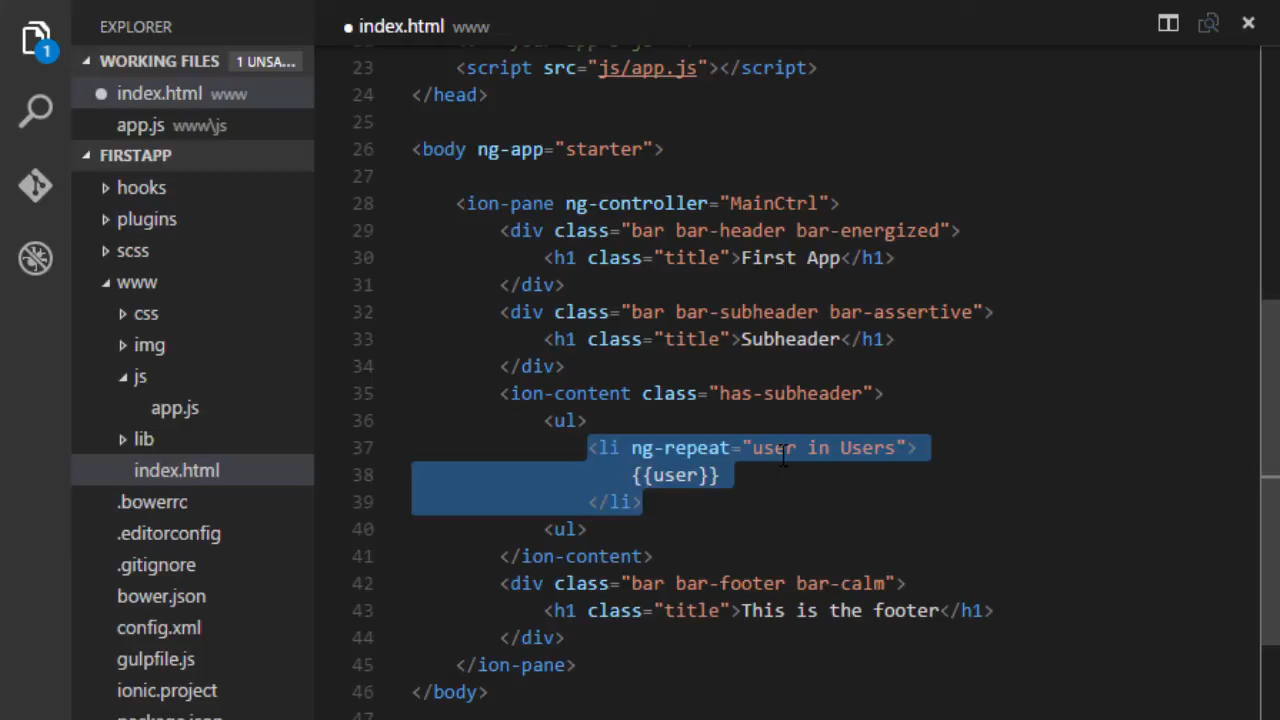 EXPLORER
WORKING FILES 1 UNSA...
index.html www
app.js www\js
FIRSTAPP
hooks
plugins
scss
www
css
img
js
app.js
lib
index.html
.bowerrc
.editorconfig
.gitignore
bower.json
config.xml
gulpfile.js
ionic.project
1
index.html www
23 <script src="js/app.js"></script>
24 </head>
25
26 <body ng-app="starter">
27
28 <ion-pane ng-controller="MainCtrl">
29 <div class="bar bar-header bar-energized">
30 <h1 class="title">First App</h1>
31 </div>
32 <div class="bar bar-subheader bar-assertive">
33 <h1 class="title">Subheader</h1>
34 </div>
35 <ion-content class="has-subheader">
36 <ul>
37 <li ng-repeat="user in Users">
38 {{user}}
39 </li>
40 <ul>
41 </ion-content>
42 <div class="bar bar-footer bar-calm">
43 <h1 class="title">This is the footer</h1>
44 </div>
45 </ion-pane>
46 </body>
47